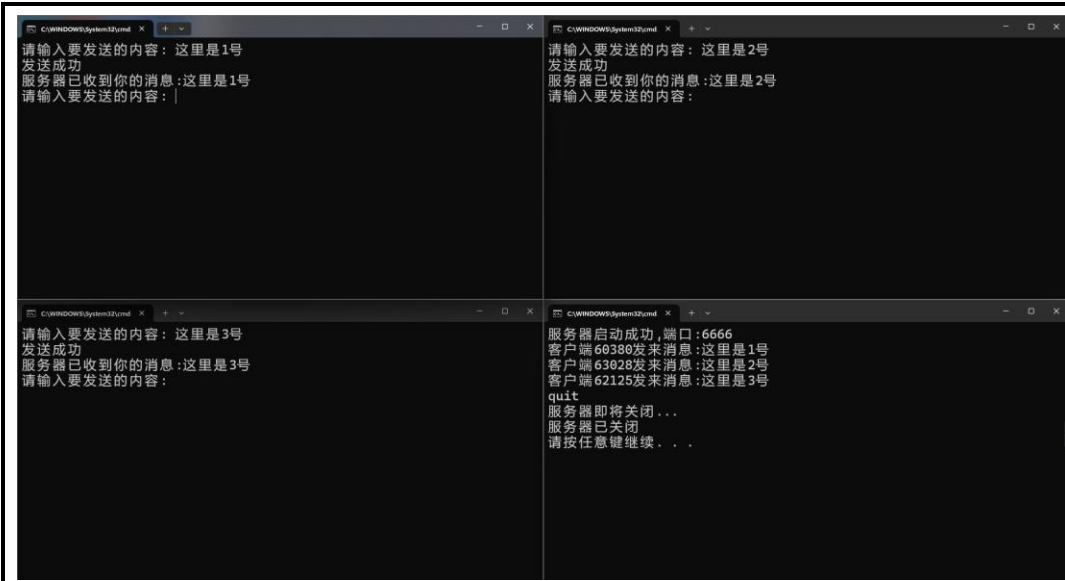 C:\WINDOWS\System32\cmd
请输入要发送的内容: 这里是1号
发送成功
服务器已收到你的消息:这里是1号
请输入要发送的内容:
C:\WINDOWS\System32\cmd
请输入要发送的内容: 这里是2号
发送成功
服务器已收到你的消息:这里是2号
请输入要发送的内容:
C:\WINDOWS\System32\cmd
请输入要发送的内容: 这里是3号
发送成功
服务器已收到你的消息:这里是3号
请输入要发送的内容:
C:\WINDOWS\System32\cmd
服务器启动成功,端口:6666
客户端60380发来消息:这里是1号
客户端63028发来消息:这里是2号
客户端62125发来消息:这里是3号
quit
服务器即将关闭...
服务器已关闭
请按任意键继续. . .